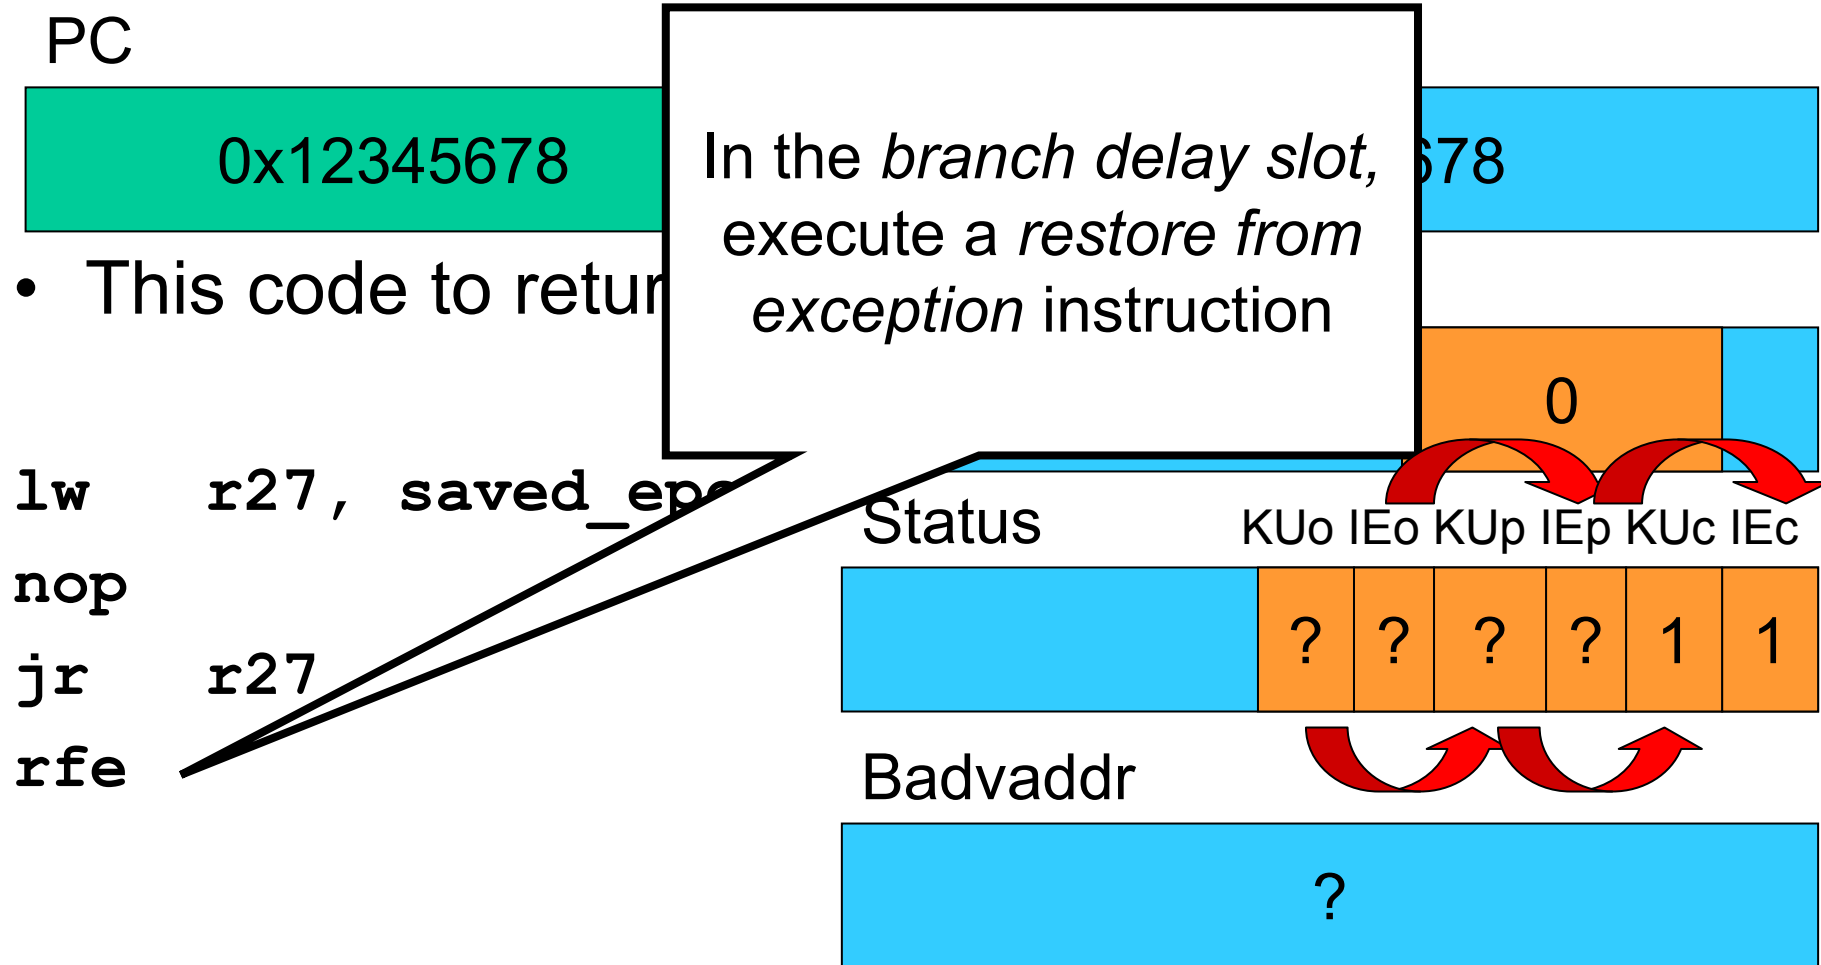 PC
0x12345678
678
In the branch delay slot,
execute a restore from
exception instruction
• This code to retur
0
lw r27, saved_epc
nop
jr r27
rfe
Status
KUo IEo KUp IEp KUc IEc
? ? ? ? 1 1
Badvaddr
?